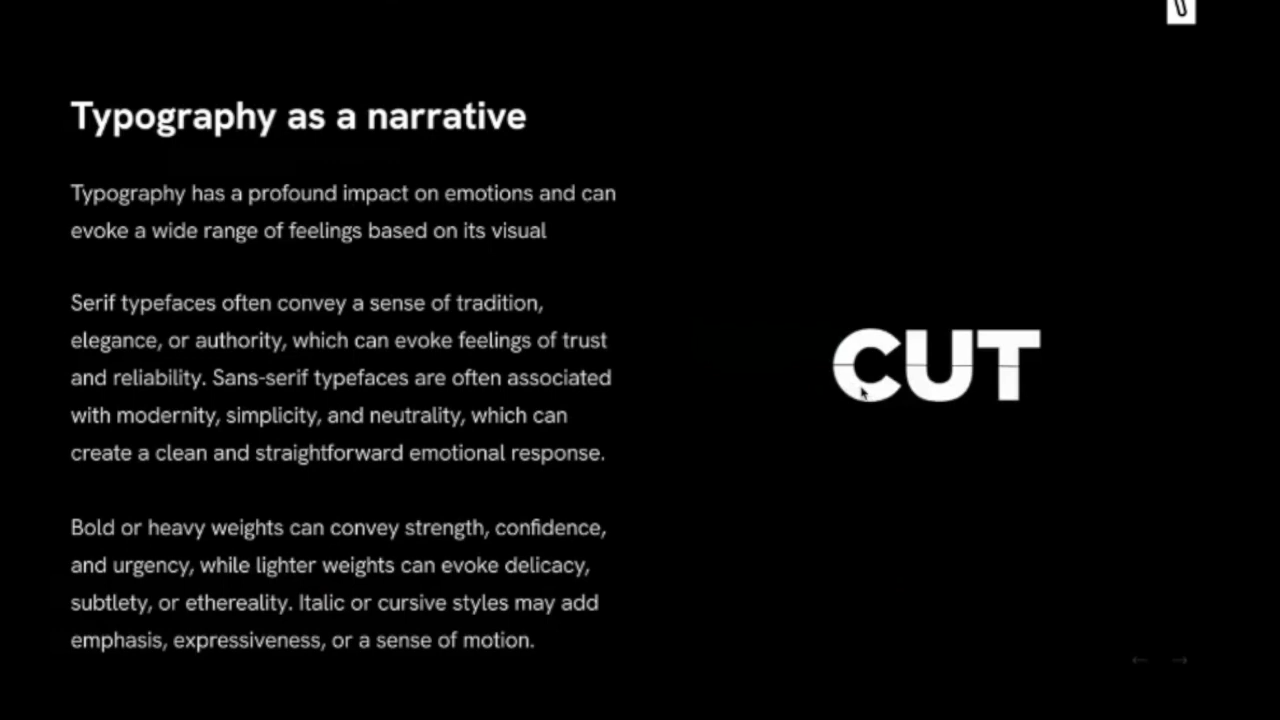 Typography as a narrative
Typography has a profound impact on emotions and can
evoke a wide range of feelings based on its visual
Serif typefaces often convey a sense of tradition,
elegance, or authority, which can evoke feelings of trust
and reliability. Sans-serif typefaces are often associated
with modernity, simplicity, and neutrality, which can
create a clean and straightforward emotional response.
Bold or heavy weights can convey strength, confidence,
and urgency, while lighter weights can evoke delicacy,
subtlety, or ethereality. Italic or cursive styles may add
emphasis, expressiveness, or a sense of motion.
CUT